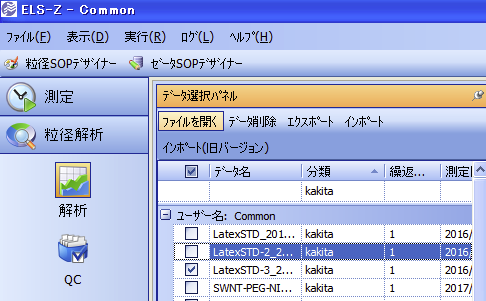 ELS-Z - Common
ファイル(F) 表示(D) 実行(R) ログ(L) ヘルプ(H)
粒径SOPデザイナー ゼータSOPデザイナー
測定
粒径解析
解析
QC
データ選択パネル
ファイルを開く データ削除 エクスポート インポート
インポート(旧バージョン)
データ名 分類 繰返... 測定
kakita
ユーザー名: Common
LatexSTD_201... kakita 1 2016/
LatexSTD-2_2... kakita 1 2016/
LatexSTD-3_2... kakita 1 2016/
SWNT-PEG-NI... kakita 1 2017/